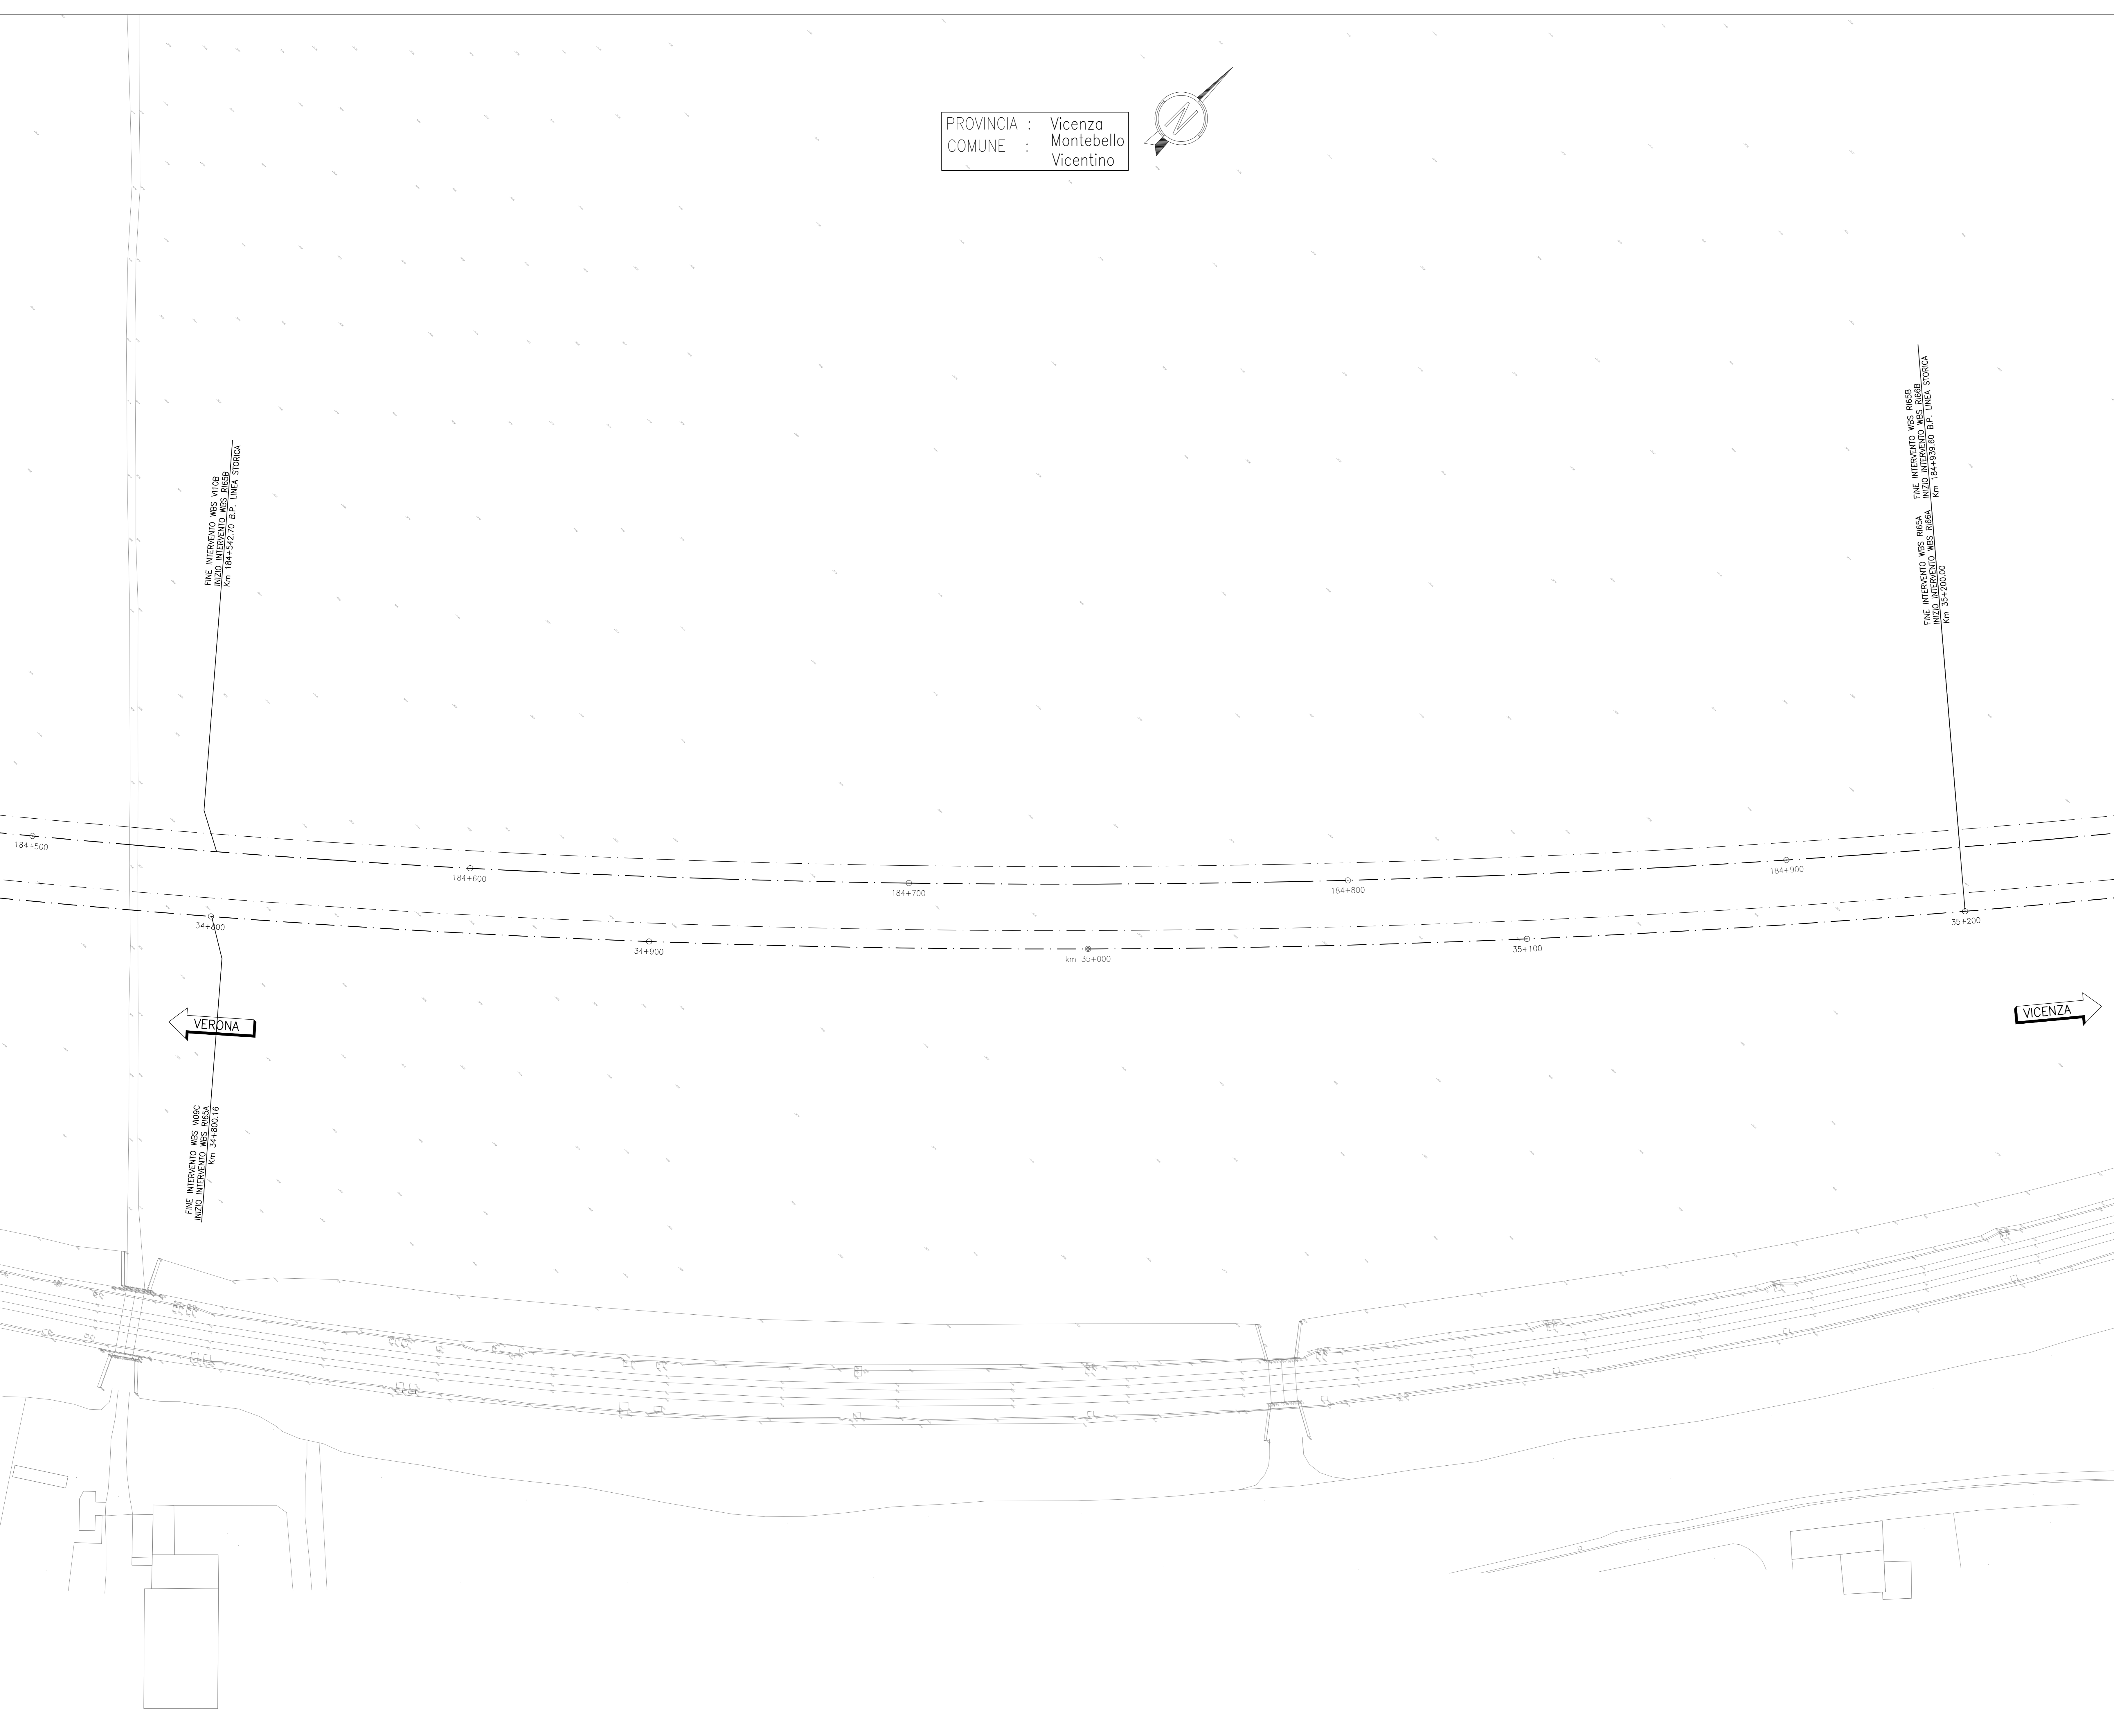 PROVINCIA : Vicenza
COMUNE : Montebello
Vicentino
N
FINE INTERVENTO WBS VI10B
INIZIO INTERVENTO WBS RI65B
Km 184+542.70 B.P. LINEA STORICA
FINE INTERVENTO WBS RI65A FINE INTERVENTO WBS RI65B
INIZIO INTERVENTO WBS RI66A INIZIO INTERVENTO WBS RI66B
Km 35+200.00 Km 184+939.60 B.P. LINEA STORICA
184+500
184+600
184+700
184+800
184+900
34+800
34+900
km 35+000
35+100
35+200
VERONA
VICENZA
FINE INTERVENTO WBS VI09C
INIZIO INTERVENTO WBS RI65A
Km 34+800.16